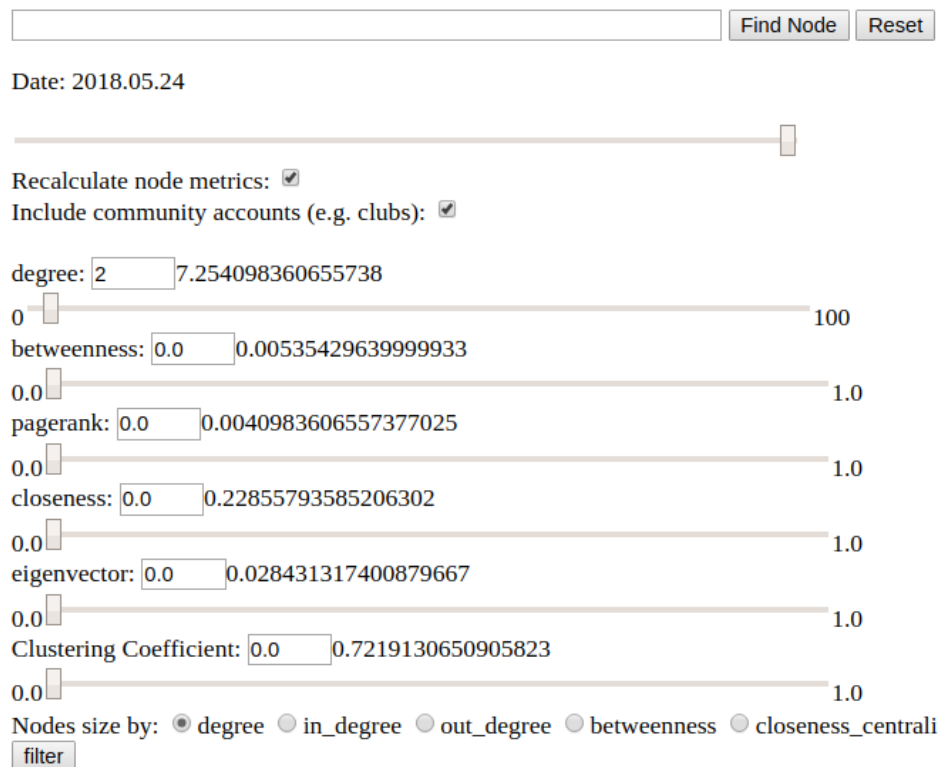 Find Node Reset
Date: 2018.05.24
Recalculate node metrics:
Include community accounts (e.g. clubs):
degree: 2 7.254098360655738
0 100
betweenness: 0.0 0.00535429639999933
0.0 1.0
pagerank: 0.0 0.0040983606557377025
0.0 1.0
closeness: 0.0 0.22855793585206302
0.0 1.0
eigenvector: 0.0 0.028431317400879667
0.0 1.0
Clustering Coefficient: 0.0 0.7219130650905823
0.0 1.0
Nodes size by: degree in_degree out_degree betweenness closeness_centrali
filter